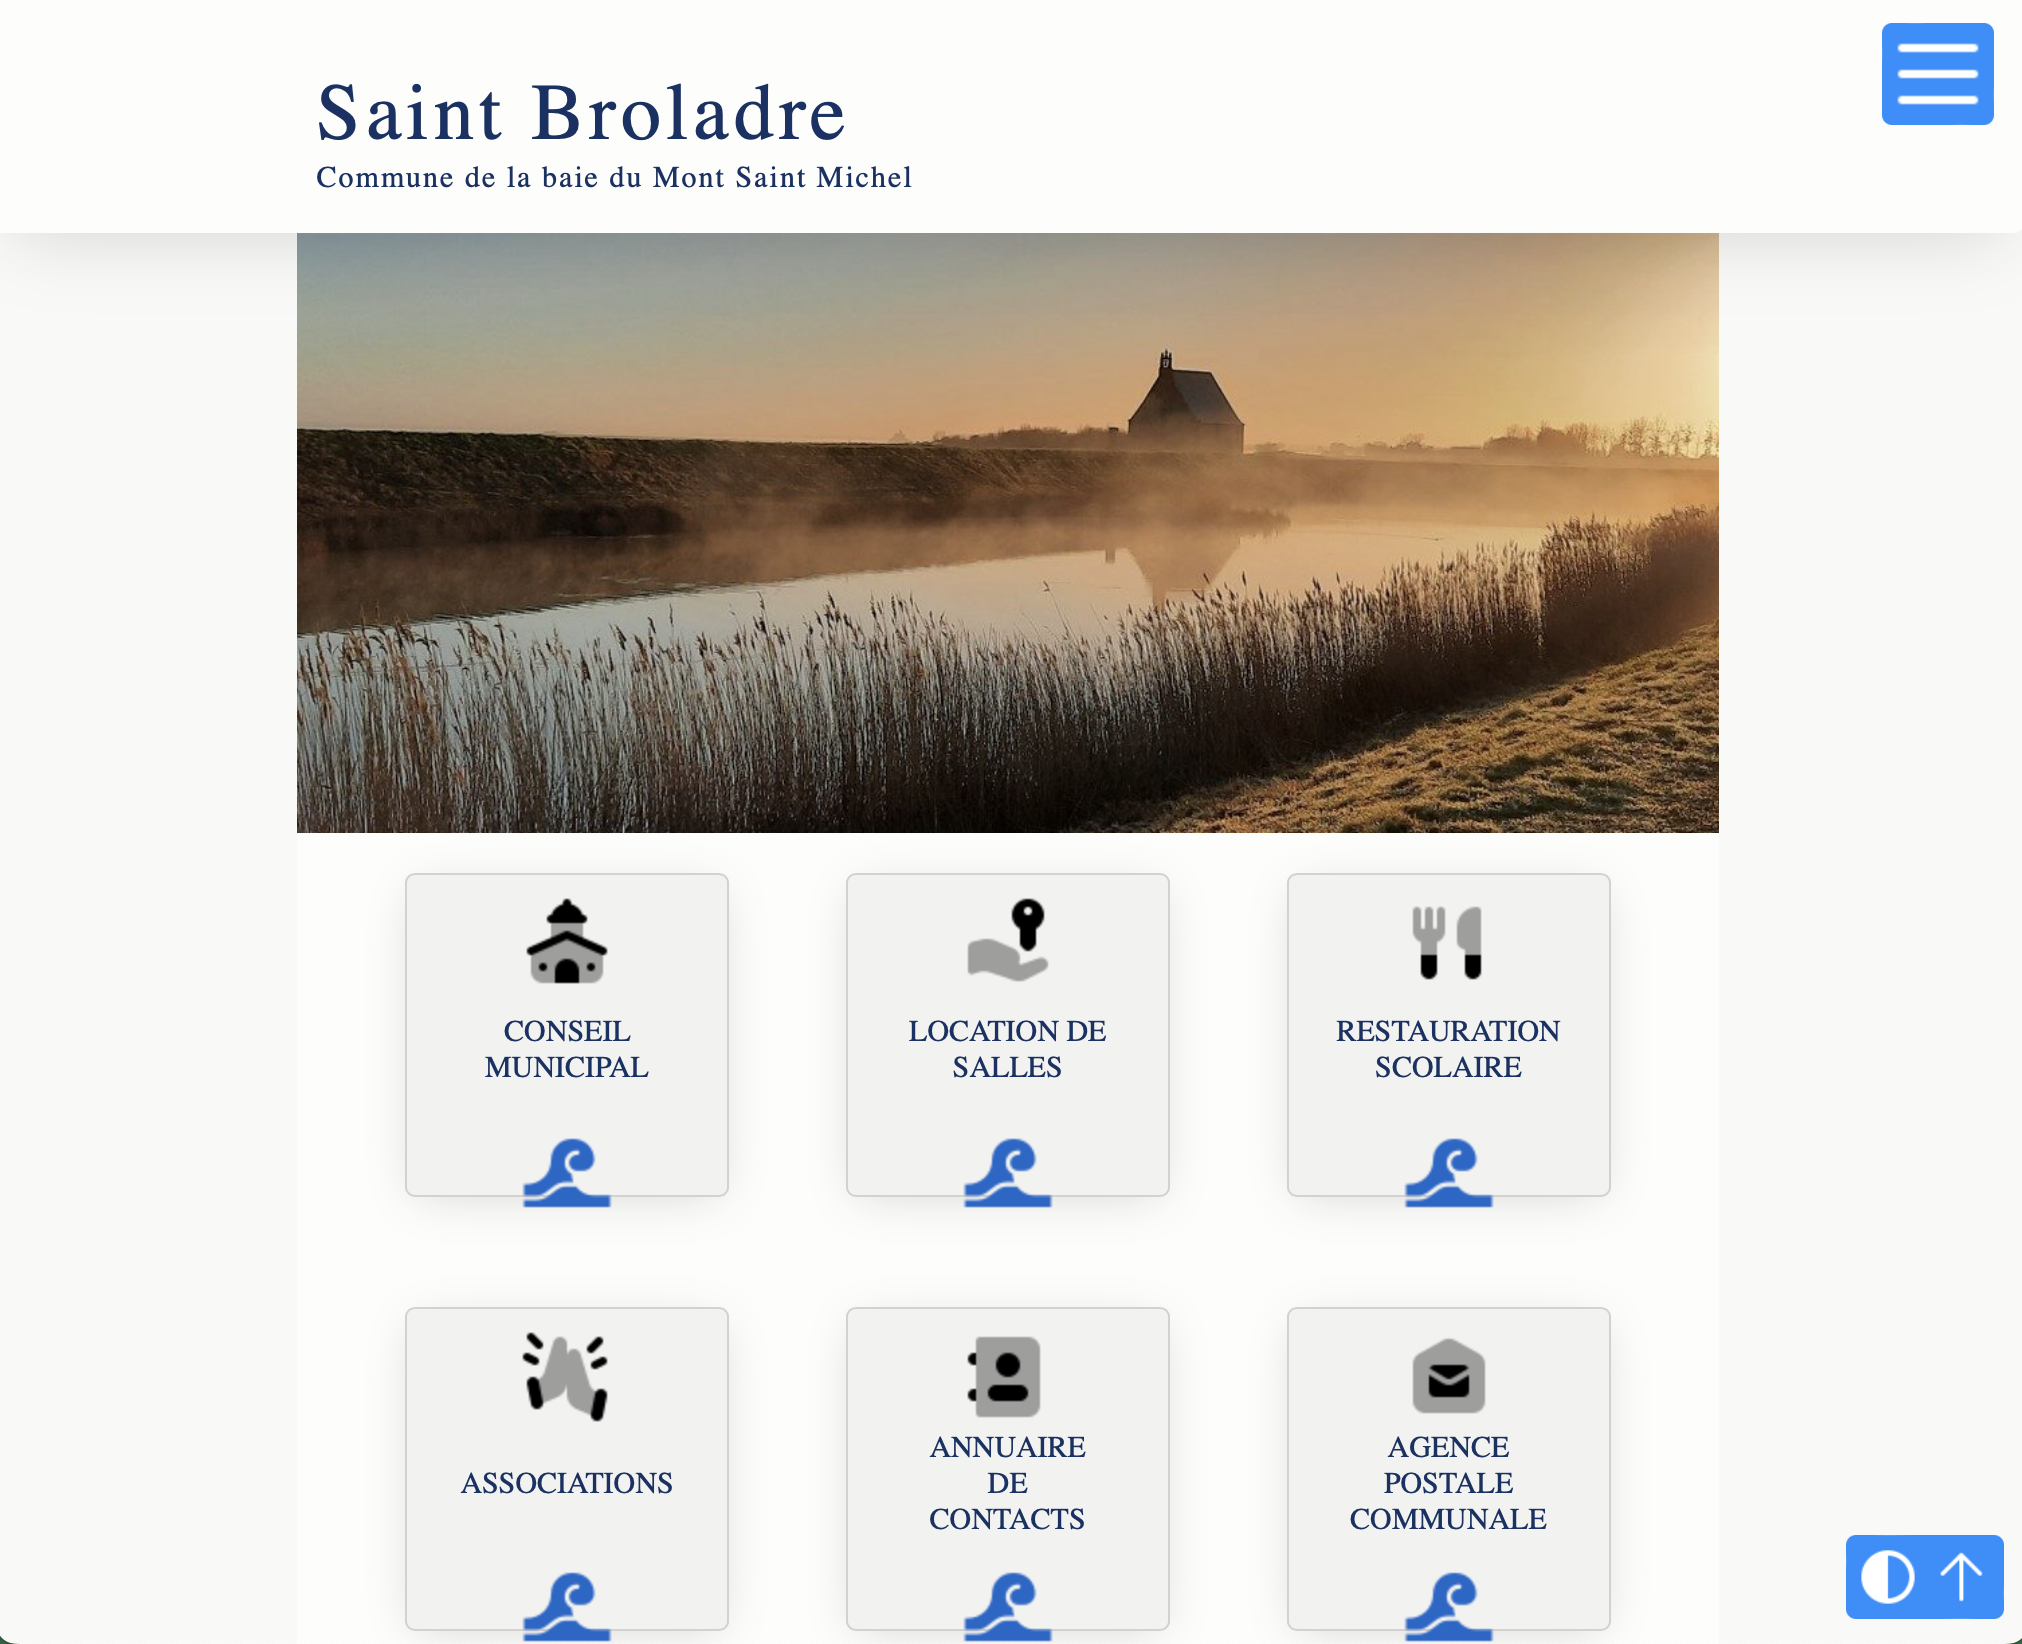 Saint Broladre
Commune de la baie du Mont Saint Michel
CONSEIL
MUNICIPAL
LOCATION DE
SALLES
RESTAURATION
SCOLAIRE
ASSOCIATIONS
ANNUAIRE
DE
CONTACTS
AGENCE
POSTALE
COMMUNALE